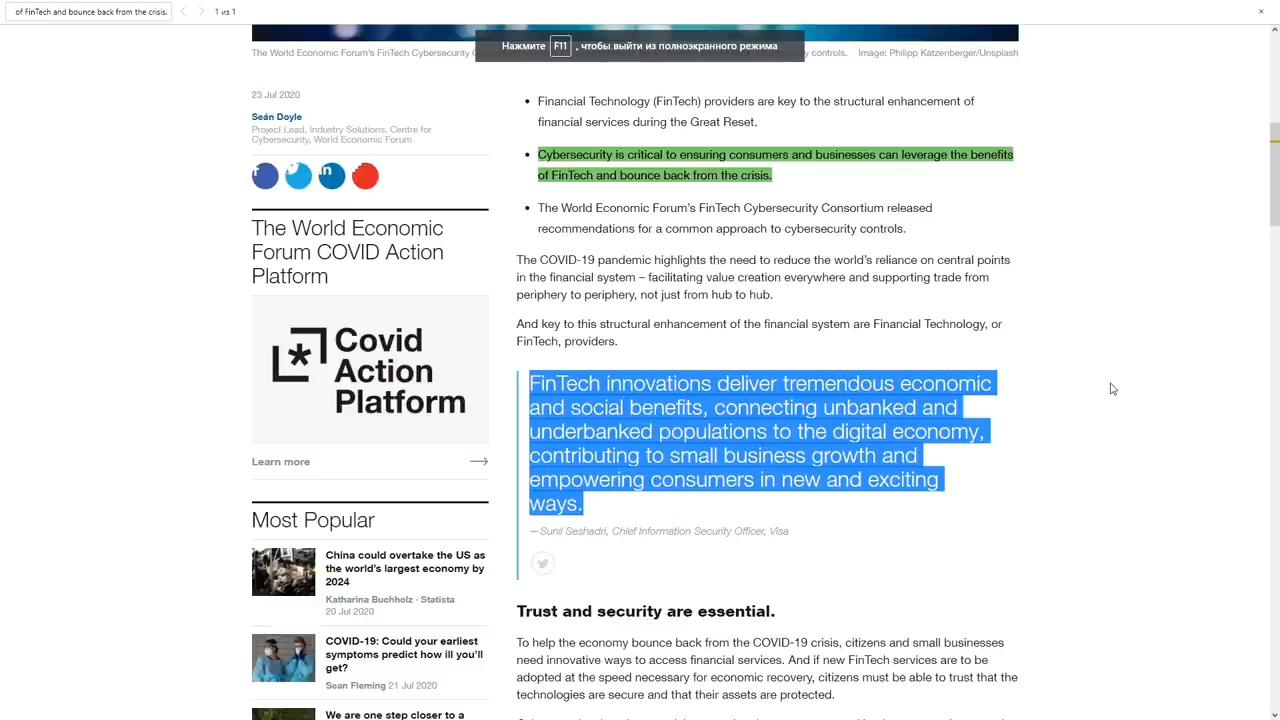 of FinTech and bounce back from the crisis.
1 из 1
Нажмите F11 , чтобы выйти из полноэкранного режима
The World Economic Forum's FinTech Cybersecurity
y controls. Image: Philipp Katzenberger/Unsplash
23 Jul 2020
Seán Doyle
Project Lead, Industry Solutions, Centre for
Cybersecurity, World Economic Forum
The World Economic
Forum COVID Action
Platform
Covid
Action
Platform
Learn more
Most Popular
China could overtake the US as
the world's largest economy by
2024
Katharina Buchholz · Statista
20 Jul 2020
COVID-19: Could your earliest
symptoms predict how ill you'll
get?
Sean Fleming 21 Jul 2020
We are one step closer to a
• Financial Technology (FinTech) providers are key to the structural enhancement of
financial services during the Great Reset.
• Cybersecurity is critical to ensuring consumers and businesses can leverage the benefits
of FinTech and bounce back from the crisis.
• The World Economic Forum's FinTech Cybersecurity Consortium released
recommendations for a common approach to cybersecurity controls.
The COVID-19 pandemic highlights the need to reduce the world's reliance on central points
in the financial system – facilitating value creation everywhere and supporting trade from
periphery to periphery, not just from hub to hub.
And key to this structural enhancement of the financial system are Financial Technology, or
FinTech, providers.
FinTech innovations deliver tremendous economic
and social benefits, connecting unbanked and
underbanked populations to the digital economy,
contributing to small business growth and
empowering consumers in new and exciting
ways.
—Sunil Seshadri, Chief Information Security Officer, Visa
Trust and security are essential.
To help the economy bounce back from the COVID-19 crisis, citizens and small businesses
need innovative ways to access financial services. And if new FinTech services are to be
adopted at the speed necessary for economic recovery, citizens must be able to trust that the
technologies are secure and that their assets are protected.